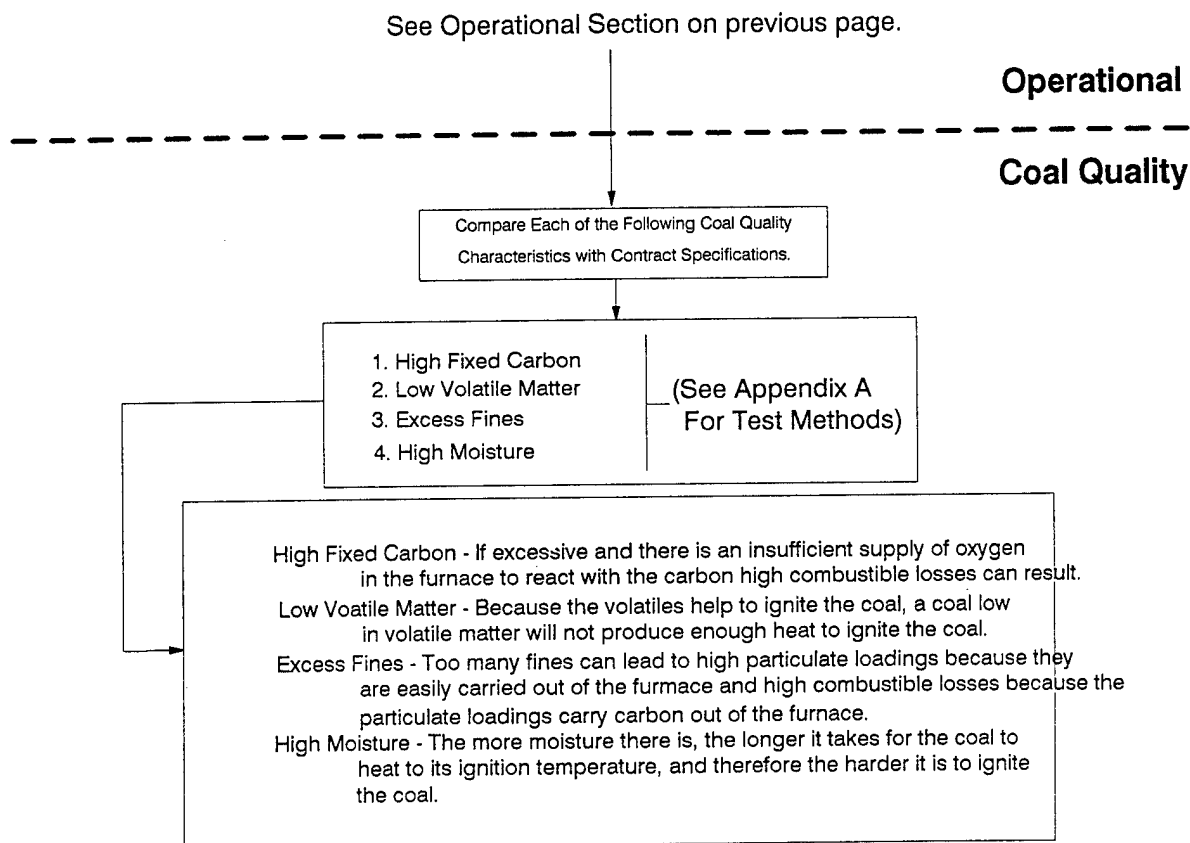 See Operational Section on previous page.
Operational
Coal Quality
Compare Each of the Following Coal Quality
Characteristics with Contract Specifications.
1. High Fixed Carbon
2. Low Volatile Matter
3. Excess Fines
4. High Moisture
(See Appendix A
For Test Methods)
High Fixed Carbon - If excessive and there is an insufficient supply of oxygen
in the furnace to react with the carbon high combustible losses can result.
Low Voatile Matter - Because the volatiles help to ignite the coal, a coal low
in volatile matter will not produce enough heat to ignite the coal.
Excess Fines - Too many fines can lead to high particulate loadings because they
are easily carried out of the furmace and high combustible losses because the
particulate loadings carry carbon out of the furnace.
High Moisture - The more moisture there is, the longer it takes for the coal to
heat to its ignition temperature, and therefore the harder it is to ignite
the coal.